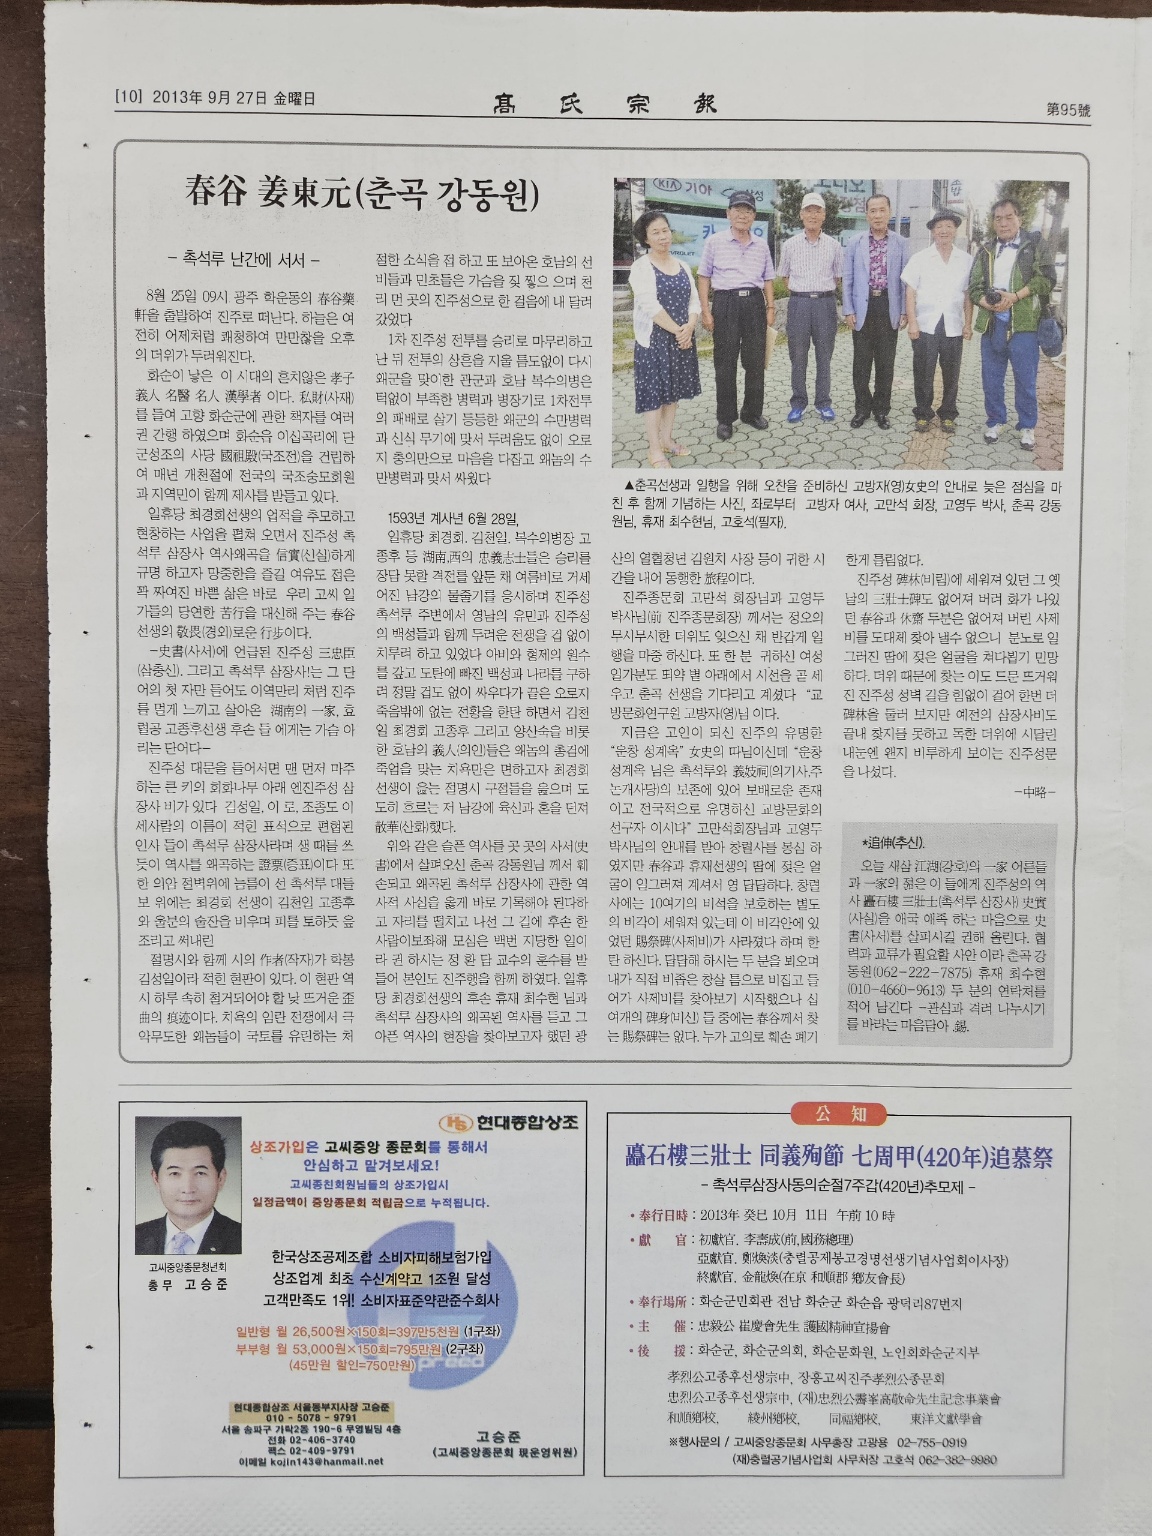 [10] 2013年 9月 27日 金曜日
髙氏宗報
第95號
春谷 姜東元(춘곡 강동원)
- 촉석루 난간에 서서 -
8월 25일 09시 광주 학운동의 春谷藥
軒을 출발하여 진주로 떠난다. 하늘은 여
전히 어제처럼 쾌청하여 만만찮을 오후
의 더위가 두려워진다.
화순이 낳은 이 시대의 흔치않은 孝子
義人 名醫 名人 漢學者 이다. 私財(사재)
를 들여 고향 화순군에 관한 책자를 여러
권 간행 하였으며 화순읍 이십곡리에 단
군성조의 사당 國祖殿(국조전)을 건립하
여 매년 개천절에 전국의 국조숭모회원
과 지역민이 함께 제사를 받들고 있다.
일휴당 최경회선생의 업적을 추모하고
현창하는 사업을 펼쳐 오면서 진주성 촉
석루 삼장사 역사왜곡을 信實(신실)하게
규명 하고자 망중한을 즐길 여유도 접은
꽉 짜여진 바쁜 삶은 바로 우리 고씨 일
가들의 당연한 苦行을 대신해 주는 春谷
선생의 敬畏(경외)로운 行步이다.
-史書(사서)에 언급된 진주성 三忠臣
(삼충신). 그리고 촉석루 삼장사!는 그 단
어의 첫 자만 들어도 이역만리 처럼 진주
를 멀게 느끼고 살아온 湖南의 一家, 효
렬공 고종후선생 후손 들 에게는 가슴 아
리는 단어다-
진주성 대문을 들어서면 맨 먼저 마주
하는 큰 키의 회화나무 아래 엔진주성 삼
장사 비가 있다 김성일, 이 로, 조종도 이
세사람의 이름이 적힌 표식으로 편협된
인사 들이 촉석루 삼장사라며 생 떼를 쓰
듯이 역사를 왜곡하는 證票(증표)이다 또
한 의암 절벽위에 늠름이 선 촉석루 대들
보 위에는 최경회 선생이 김천일 고종후
와 울분의 술잔을 비우며 피를 토하듯 읊
조리고 써내린
절명시와 함께 시의 作者(작자)가 학봉
김성일이라 적힌 현판이 있다. 이 현판 역
시 하루 속히 철거되어야 할 낯 뜨거운 歪
曲의 痕迹이다. 치욕의 임란 전쟁에서 극
악무도한 왜놈들이 국토를 유린하는 처
절한 소식을 접 하고 또 보아온 호남의 선
비들과 민초들은 가슴을 짖 찧으 으며 천
리 먼 곳의 진주성으로 한 걸음에 내 달려
갔었다
1차 진주성 전투를 승리로 마무리하고
난 뒤 전투의 상흔을 지울 틈도없이 다시
왜군을 맞이한 관군과 호남 복수의병은
턱없이 부족한 병력과 병장기로 1차전투
의 패배로 살기 등등한 왜군의 수만병력
과 신식 무기에 맞서 두려움도 없이 오로
지 충의만으로 마음을 다잡고 왜놈의 수
만병력과 맞서 싸웠다
1593년 계사년 6월 28일,
일휴당 최경회. 김천일. 복수의병장 고
종후 등 湖南.西의 忠義志士들은 승리를
장담 못할 격전을 앞둔 채 여름비로 거세
어진 남강의 물줄기를 응시하며 진주성
촉석루 주변에서 영남의 유민과 진주성
의 백성들과 함께 두려운 전쟁을 겁 없이
치루려 하고 있었다 아비와 형제의 원수
를 갚고 도탄에 빠진 백성과 나라를 구하
려 정말 겁도 없이 싸우다가 끝은 오로지
죽음밖에 없는 전황을 한탄 하면서 김천
일 최경회 고종후 그리고 양산숙을 비롯
한 호남의 義人(의인)들은 왜놈의 총검에
죽업을 맞는 치욕만은 면하고자 최경회
선생이 읊는 절명시 구절들을 읊으며 도
도히 흐르는 저 남강에 육신과 혼을 던져
散華(산화)했다.
위와 같은 슬픈 역사를 곳 곳의 사서(史
書)에서 살펴오신 춘곡 강동원님 께서 훼
손되고 왜곡된 촉석루 삼장사에 관한 역
사적 사실을 옳게 바로 기록해야 된다하
고 자리를 떨치고 나선 그 길에 후손 한
사람이보좌해 모심은 백번 지당한 일이
라 권 하시는 정 환 담 교수의 훈수를 받
들어 본인도 진주행을 함께 하였다. 일휴
당 최경회선생의 후손 휴재 최수현 님과
촉석루 삼장사의 왜곡된 역사를 듣고 그
아픈 역사의 현장을 찾아보고자 했던 광
▲춘곡선생과 일행을 위해 오찬을 준비하신 고방자(영)女史의 안내로 늦은 점심을 마
친 후 함께 기념하는 사진, 좌로부터 고방자 여사, 고만석 회장, 고영두 박사, 춘곡 강동
원님, 휴재 최수현님, 고호석(필자).
산의 열협청년 김원치 사장 등이 귀한 시
간을 내어 동행한 旅程이다.
진주종문회 고만석 회장님과 고영두
박사님(前 진주종문회장) 께서는 정오의
무시무시한 더위도 잊으신 채 반갑게 일
행을 마중 하신다. 또 한 분 귀하신 여성
일가분도 뙤약 볕 아래에서 시선을 곧 세
우고 춘곡 선생을 기다리고 계셨다 "교
방문화연구원 고방자(영)님 이다.
지금은 고인이 되신 진주의 유명한
"운창 성계옥" 女史의 따님이신데 "운창
성계옥 님은 촉석루와 義妓祠(의기사.주
논개사당)의 보존에 있어 보배로운 존재
이고 전국적으로 유명하신 교방문화의
선구자 이시다" 고만석회장님과 고영두
박사님의 안내를 받아 창렬사를 봉심 하
였지만 春谷과 휴재선생의 땀에 젖은 얼
굴이 일그러져 계셔서 영 답답하다. 창렬
사에는 10여기의 비석을 보호하는 별도
의 비각이 세워져 있는데 이 비각안에 있
었던 賜祭碑(사제비)가 사라졌다 하며 한
탄 하신다. 답답해 하시는 두 분을 뵈오며
내가 직접 비좁은 창살 틈으로 비집고 들
어가 사제비를 찾아보기 시작했으나 십
여개의 碑身(비신) 들 중에는 春谷께서 찾
는 賜祭碑는 없다. 누가 고의로 훼손 폐기
한게 틀림없다.
진주성 碑林(비림)에 세워져 있던 그 옛
날의 三壯士碑도 없어져 버려 화가 나있
던 春谷과 休齋 두분은 없어져 버린 사제
비를 도대체 찾아 낼수 없으니 분노로 일
그러진 땀에 젖은 얼굴을 쳐다뵙기 민망
하다. 더위 때문에 찾는 이도 드문 뜨거워
진 진주성 성벽 길을 힘없이 걸어 한번 더
碑林을 둘러 보지만 예전의 삼장사비도
끝내 찾지를 못하고 독한 더위에 시달린
내눈엔 웬지 비루하게 보이는 진주성문
을 나섰다.
-中略-
*追伸(추신).
오늘 새삼 江湖(강호)의 一家 어른들
과 一家의 젊은 이 들에게 진주성의 역
사 矗石樓 三壯士(촉석루 삼장사) 史實
(사실)을 애국 애족 하는 마음으로 史
書(사서)를 살피시길 권해 올린다. 협
력과 교류가 필요할 사안 이라 춘곡 강
동원(062-222-7875) 휴재 최수현
(010-4660-9613) 두 분의 연락처를
적어 남긴다 -관심과 격려 나누시기
를 바라는 마음담아 .錫.
현대종합상조
상조가입은 고씨중앙 종문회를 통해서
안심하고 맡겨보세요!
고씨종친회원님들의 상조가입시
일정금액이 중앙종문회 적립금으로 누적됩니다.
고씨중앙종문청년회
총무 고승준
한국상조공제조합 소비자피해보험가입
상조업계 최초 수신계약고 1조원 달성
고객만족도 1위! 소비자표준약관준수회사
일반형 월 26,500원×150회=397만5천원 (1구좌)
부부형 월 53,000원×150회=795만원 (2구좌)
(45만원 할인=750만원)
현대종합상조 서울동부지사장 고승준
010 - 5078 - 9791
서울 송파구 가락2동 190-6 무영빌딩 4층
전화 02-406-3740
팩스 02-409-9791
이메일 kojin143@hanmail.net
고승준
(고씨중앙종문회 現운영위원)
公 知
矗石樓三壯士 同義殉節 七周甲(420年)追慕祭
- 촉석루삼장사동의순절7주갑(420년)추모제 -
• 奉行日時 : 2013年 癸巳 10月 11日 午前 10時
• 獻 官 : 初獻官. 李壽成(前.國務總理)
亞獻官. 鄭煥淡(충렬공제봉고경명선생기념사업회이사장)
終獻官. 金龍煥(在京 和順郡 鄉友會長)
• 奉行場所 : 화순군민회관 전남 화순군 화순읍 광덕리87번지
• 主 催 : 忠毅公 崔慶會先生 護國精神宣揚會
• 後 援 : 화순군, 화순군의회, 화순문화원, 노인회화순군지부
孝烈公고종후선생宗中, 장흥고씨진주孝烈公종문회
忠烈公고종후선생宗中, (재)忠烈公霽峯高敬命先生記念事業會
和順鄉校, 綾州鄉校, 同福鄉校, 東洋文獻學會
※행사문의 / 고씨중앙종문회 사무총장 고광용 02-755-0919
(재)충렬공기념사업회 사무처장 고호석 062-382-9980